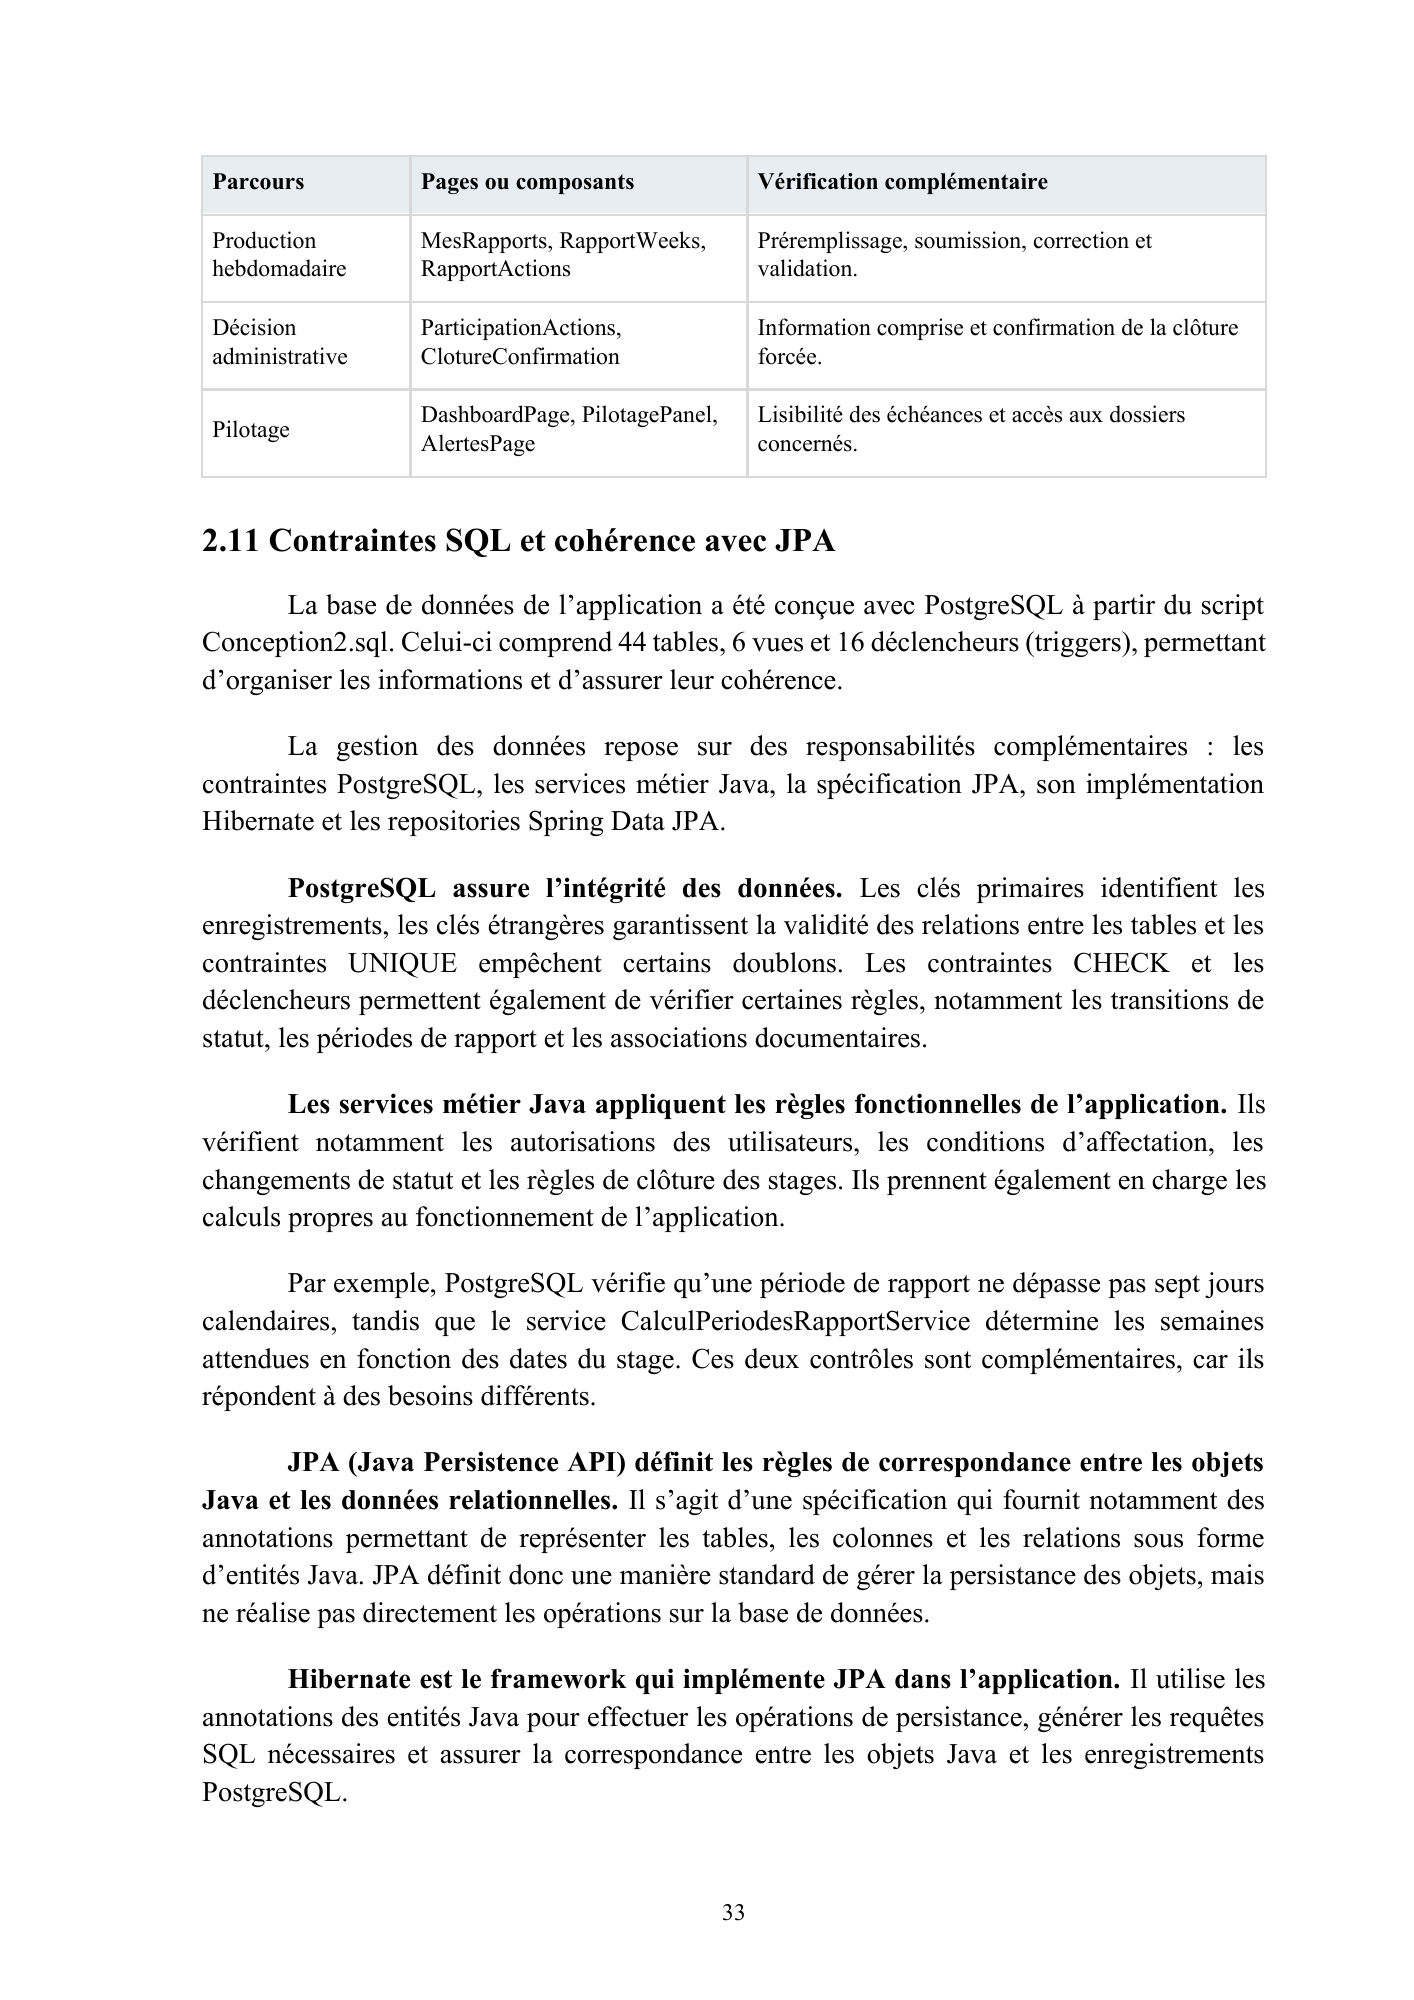 Parcours
Pages ou composants
Vérification complémentaire
Production
hebdomadaire
MesRapports, RapportWeeks,
RapportActions
Préremplissage, soumission, correction et
validation.
Décision
administrative
ParticipationActions,
ClotureConfirmation
Information comprise et confirmation de la clôture
forcée.
Pilotage
DashboardPage, PilotagePanel,
AlertesPage
Lisibilité des échéances et accès aux dossiers
concernés.
2.11 Contraintes SQL et cohérence avec JPA
La base de données de l’application a été conçue avec PostgreSQL à partir du script
Conception2.sql. Celui-ci comprend 44 tables, 6 vues et 16 déclencheurs (triggers), permettant
d’organiser les informations et d’assurer leur cohérence.
La gestion des données repose sur des responsabilités complémentaires : les
contraintes PostgreSQL, les services métier Java, la spécification JPA, son implémentation
Hibernate et les repositories Spring Data JPA.
PostgreSQL assure l’intégrité des données. Les clés primaires identifient les
enregistrements, les clés étrangères garantissent la validité des relations entre les tables et les
contraintes UNIQUE empêchent certains doublons. Les contraintes CHECK et les
déclencheurs permettent également de vérifier certaines règles, notamment les transitions de
statut, les périodes de rapport et les associations documentaires.
Les services métier Java appliquent les règles fonctionnelles de l’application. Ils
vérifient notamment les autorisations des utilisateurs, les conditions d’affectation, les
changements de statut et les règles de clôture des stages. Ils prennent également en charge les
calculs propres au fonctionnement de l’application.
Par exemple, PostgreSQL vérifie qu’une période de rapport ne dépasse pas sept jours
calendaires, tandis que le service CalculPeriodesRapportService détermine les semaines
attendues en fonction des dates du stage. Ces deux contrôles sont complémentaires, car ils
répondent à des besoins différents.
JPA (Java Persistence API) définit les règles de correspondance entre les objets
Java et les données relationnelles. Il s’agit d’une spécification qui fournit notamment des
annotations permettant de représenter les tables, les colonnes et les relations sous forme
d’entités Java. JPA définit donc une manière standard de gérer la persistance des objets, mais
ne réalise pas directement les opérations sur la base de données.
Hibernate est le framework qui implémente JPA dans l’application. Il utilise les
annotations des entités Java pour effectuer les opérations de persistance, générer les requêtes
SQL nécessaires et assurer la correspondance entre les objets Java et les enregistrements
PostgreSQL.
33